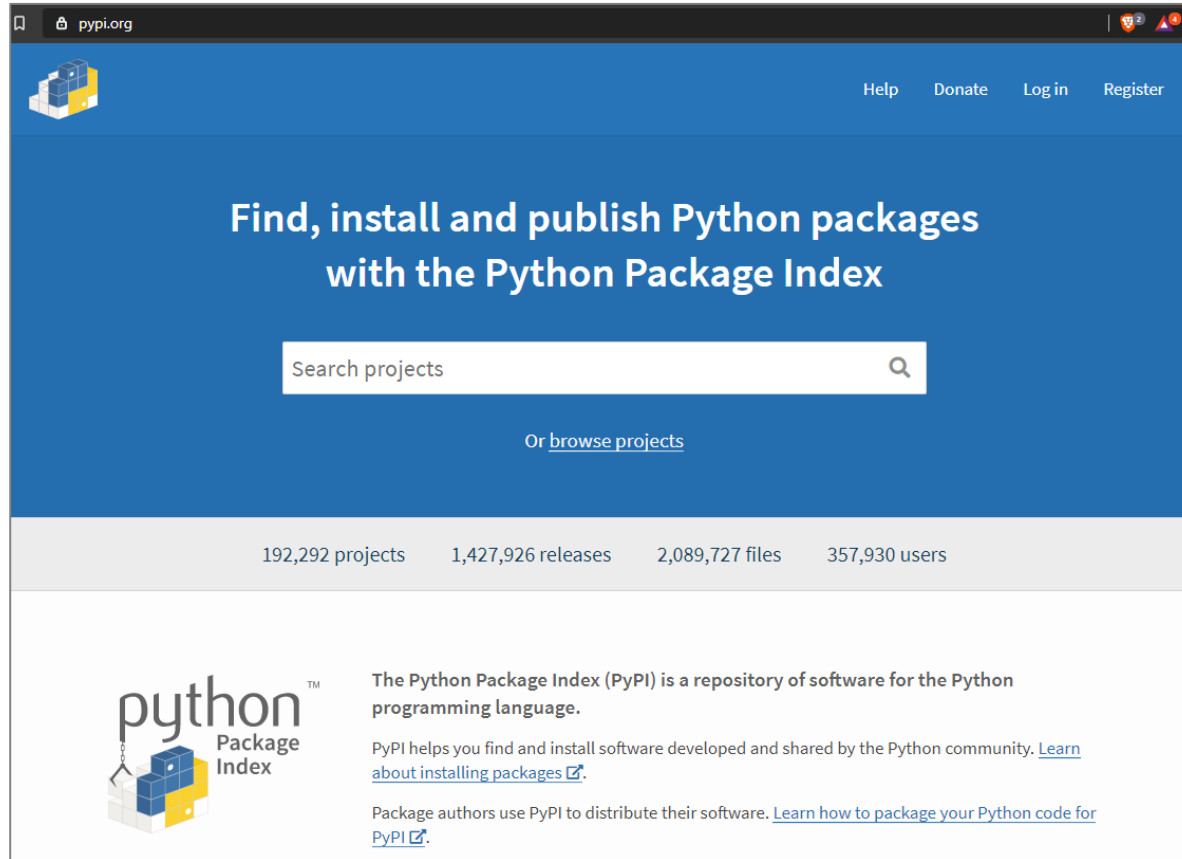 pypi.org
2
4
Help Donate Log in Register
Find, install and publish Python packages
with the Python Package Index
Search projects
Or browse projects
192,292 projects 1,427,926 releases 2,089,727 files 357,930 users
python™
Package
Index
The Python Package Index (PyPI) is a repository of software for the Python
programming language.
PyPI helps you find and install software developed and shared by the Python community. Learn
about installing packages.
Package authors use PyPI to distribute their software. Learn how to package your Python code for
PyPI.